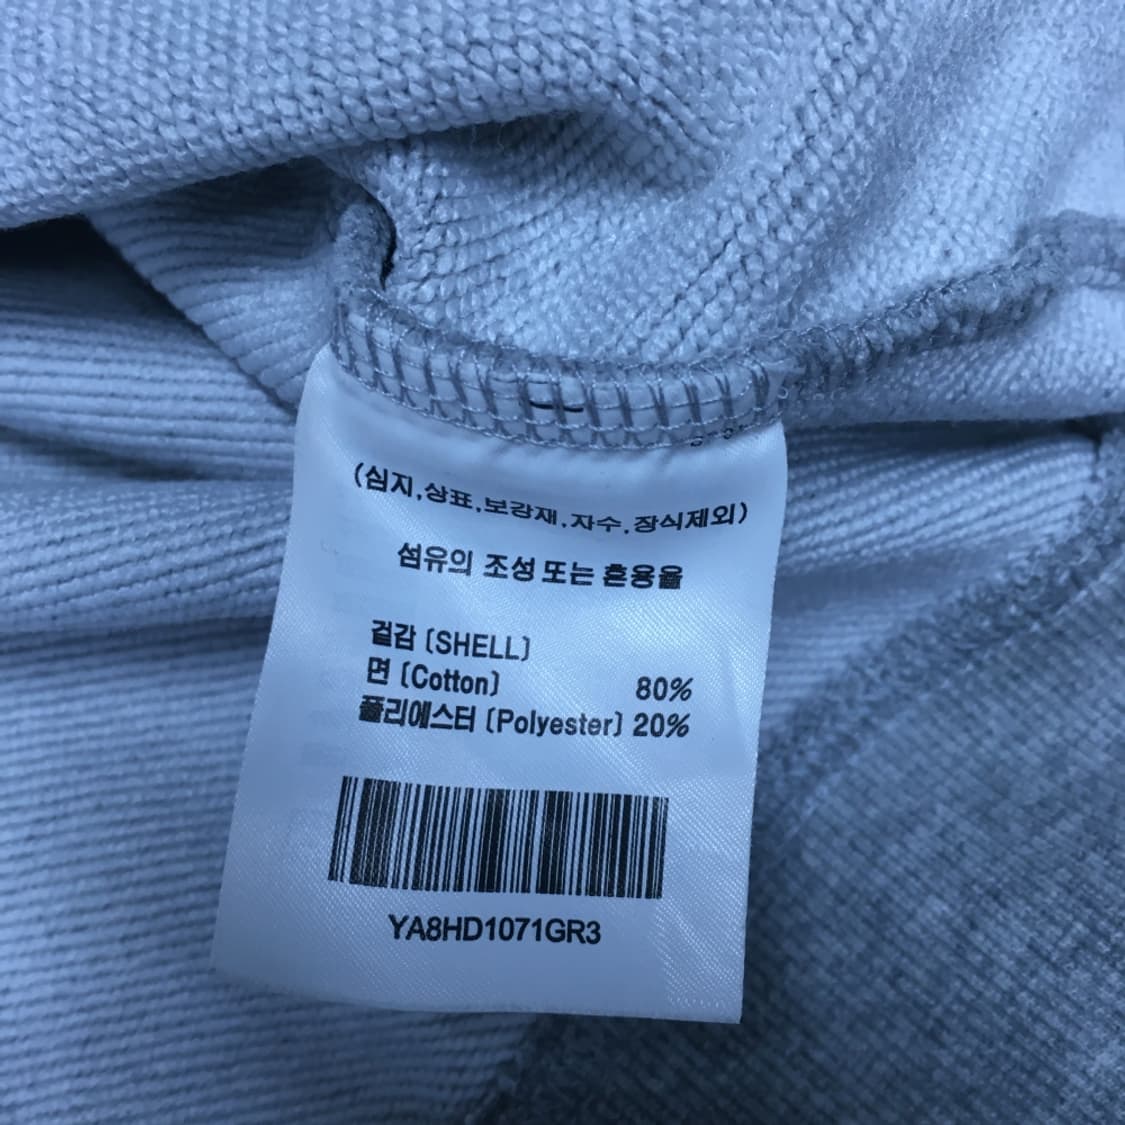 (심지,상표,보강재,자수,장식제외)
섬유의 조성 또는 혼용율
겉감 (SHELL)
면 (Cotton) 80%
폴리에스터 (Polyester) 20%
YA8HD1071GR3